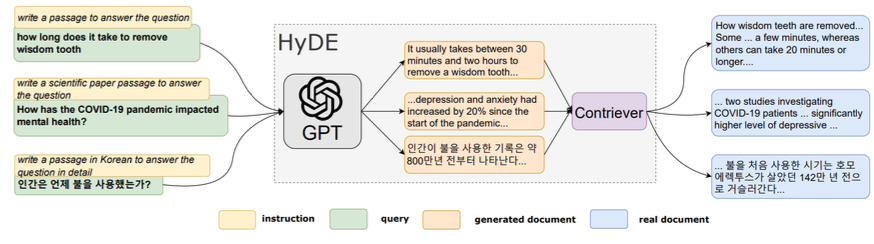 write a passage to answer the question
how long does it take to remove
wisdom tooth
write a scientific paper passage to answer
the question
How has the COVID-19 pandemic impacted
mental health?
write a passage in Korean to answer the
question in detail
인간은 언제 불을 사용했는가?
HyDE
GPT
It usually takes between 30
minutes and two hours to
remove a wisdom tooth...
...depression and anxiety had
increased by 20% since the
start of the pandemic...
인간이 불을 사용한 기록은 약
800만년 전부터 나타난다...
Contriever
How wisdom teeth are removed...
Some ... a few minutes, whereas
others can take 20 minutes or
longer....
... two studies investigating
COVID-19 patients ... significantly
higher level of depressive ...
... 불을 처음 사용한 시기는 호모
에렉투스가 살았던 142만 년 전으
로 거슬러간다...
instruction
query
generated document
real document